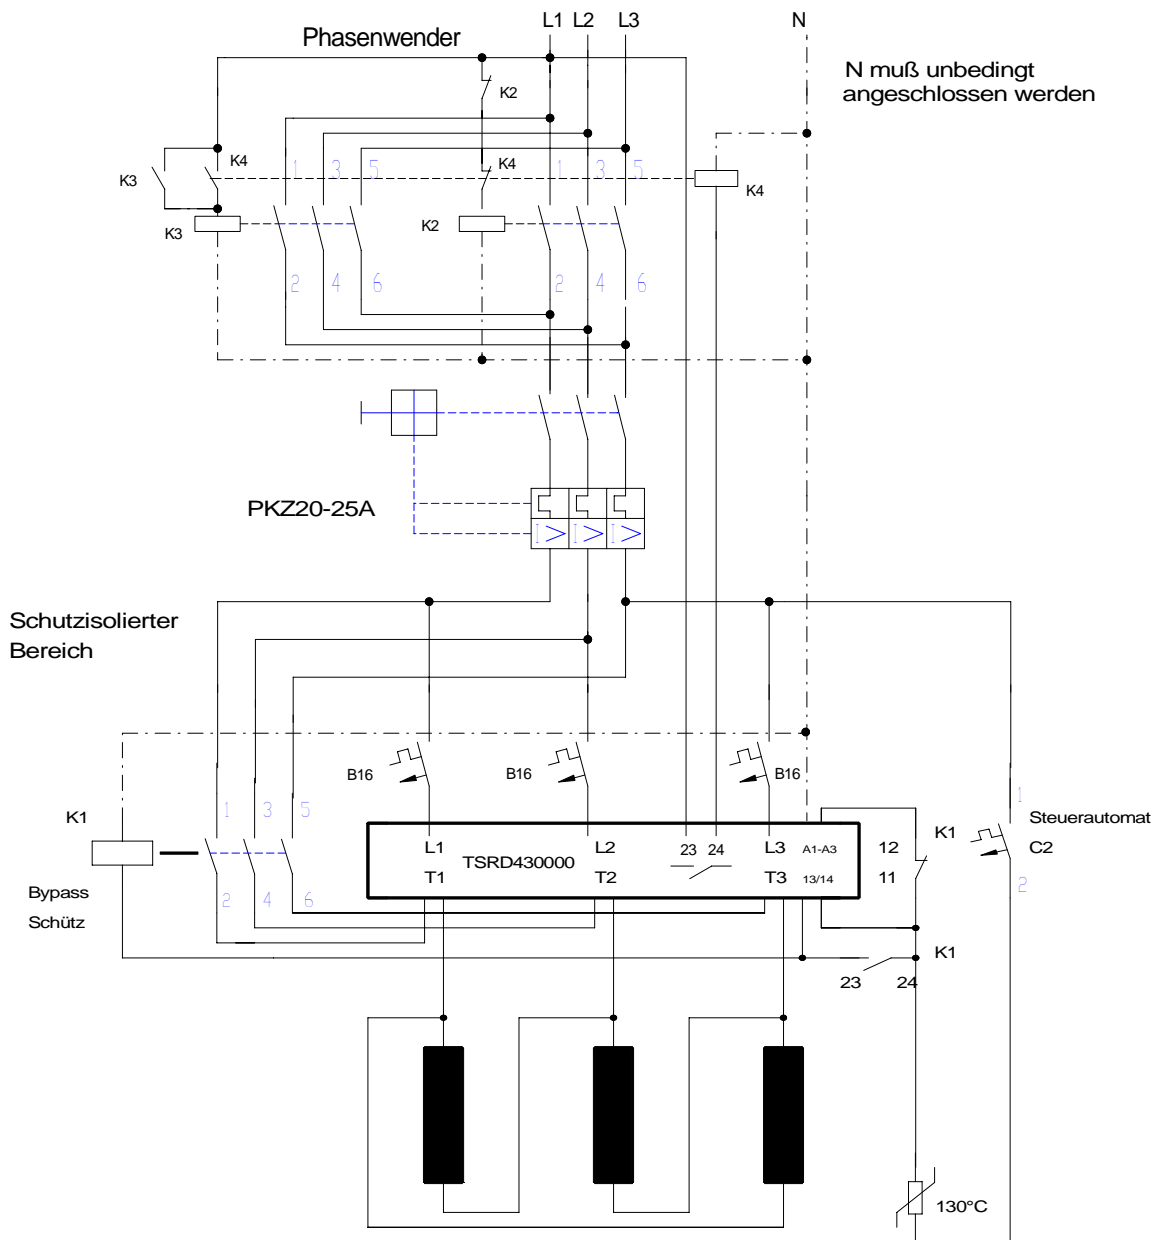 L1 L2 L3 N
Phasenwender
N muß unbedingt
angeschlossen werden
K2
K3 K4 1 3 5 K4 1 3 5 K4
K3 K2
2 4 6 2 4 6
PKZ20-25A
I> I> I>
Schutzisolierter
Bereich
B16 B16 B16
K1 1 3 5
1
Steuerautomat
C2
2
L1 TSRD430000 L2 23 24 L3 A1-A3
T1 T2 T3 13/14
12 K1
11
Bypass
Schütz
2 4 6
K1
23 24
130°C